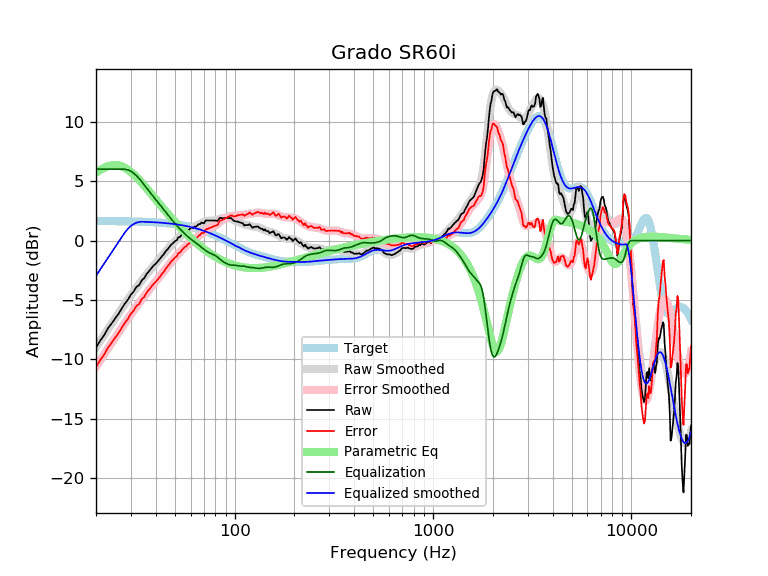 Grado SR60i
Amplitude (dBr)
10
5
0
−5
−10
−15
−20
Target
Raw Smoothed
Error Smoothed
Raw
Error
Parametric Eq
Equalization
Equalized smoothed
100
1000
10000
Frequency (Hz)